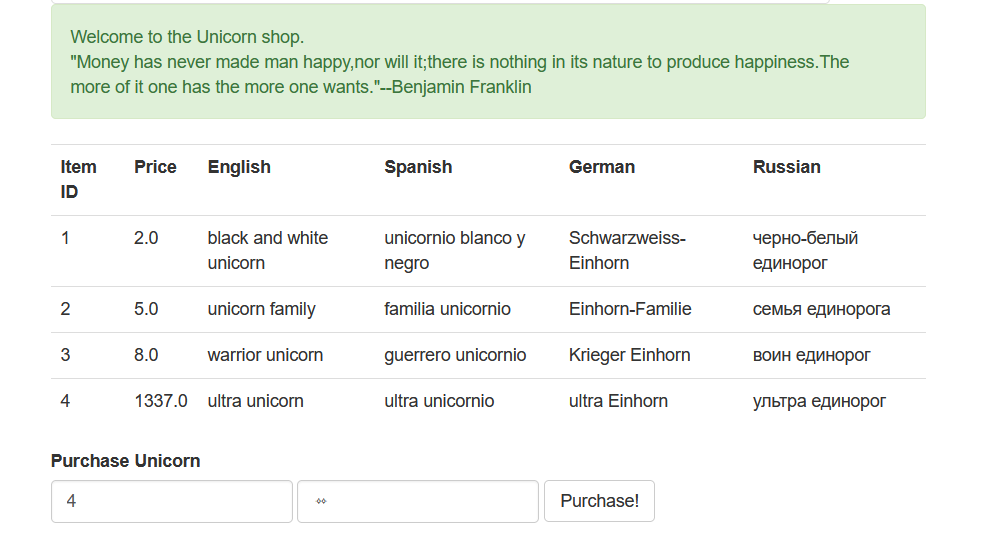 Welcome to the Unicorn shop.
"Money has never made man happy,nor will it;there is nothing in its nature to produce happiness.The
more of it one has the more one wants."--Benjamin Franklin
Item ID Price English Spanish German Russian
1 2.0 black and white unicorn unicornio blanco y negro Schwarzweiss-Einhorn черно-белый единорог
2 5.0 unicorn family familia unicornio Einhorn-Familie семья единорога
3 8.0 warrior unicorn guerrero unicornio Krieger Einhorn воин единорог
4 1337.0 ultra unicorn ultra unicornio ultra Einhorn ультра единорог
Purchase Unicorn
4 Purchase!